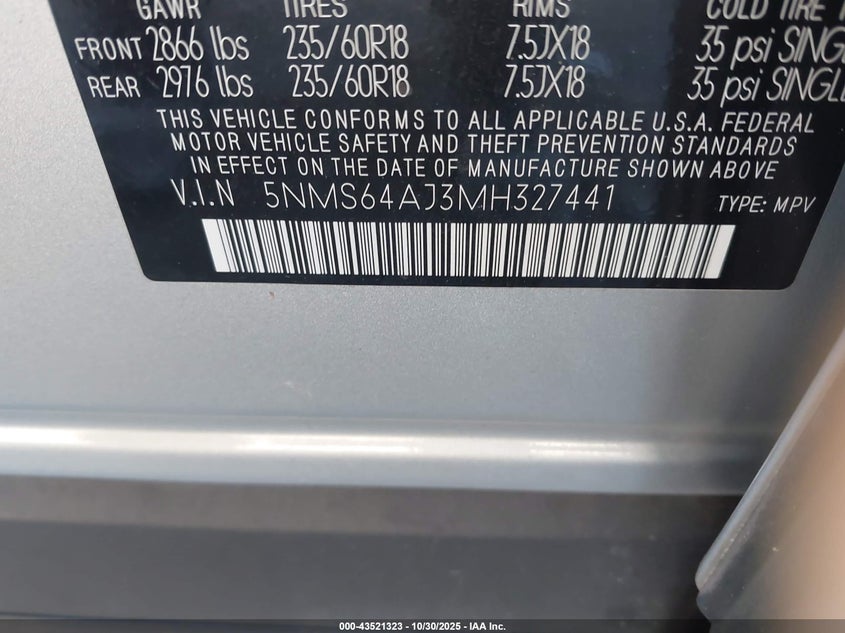 GAWR TIRES RIMS COLD TIRE
FRONT 2866 lbs 235/60R18 7.5JX18 35 psi SINGLE
REAR 2976 lbs 235/60R18 7.5JX18 35 psi SINGLE
THIS VEHICLE CONFORMS TO ALL APPLICABLE U.S.A. FEDERAL
MOTOR VEHICLE SAFETY AND THEFT PREVENTION STANDARDS
IN EFFECT ON THE DATE OF MANUFACTURE SHOWN ABOVE
V.I.N 5NMS64AJ3MH327441 TYPE: MPV
000-43521323 - 10/30/2025 - IAA Inc.